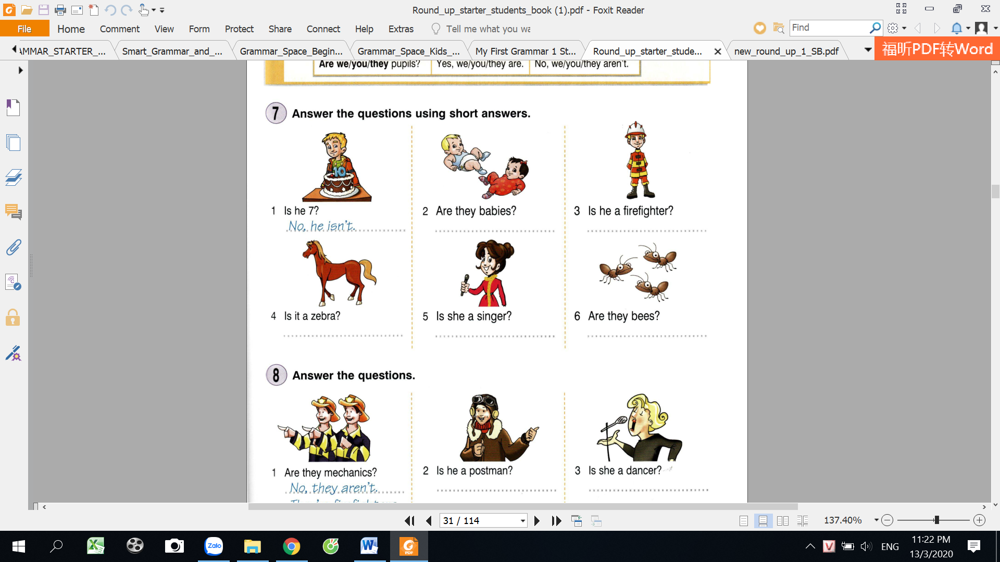 Round_up_starter_students_book (1).pdf - Foxit Reader
File Home Comment View Form Protect Share Connect Help Extras Tell me what you wa Find
AMMAR_STARTER_... Smart_Grammar_and_... Grammar_Space_Begin... Grammar_Space_Kids_... My First Grammar 1 St... Round_up_starter_stude... new_round_up_1_SB.pdf 福昕PDF转Word
Are we/you/they pupils? Yes, we/you/they are. No, we/you/they aren't.
7 Answer the questions using short answers.
10
1 Is he 7? 2 Are they babies? 3 Is he a firefighter?
No, he isn't.
4 Is it a zebra? 5 Is she a singer? 6 Are they bees?
8 Answer the questions.
1 Are they mechanics? 2 Is he a postman? 3 Is she a dancer?
No, they aren't.
31 / 114 137.40%
Zalo PDF ENG 11:22 PM
13/3/2020